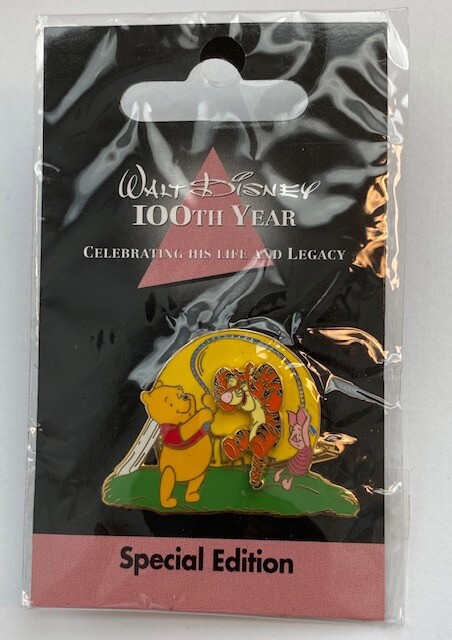 Walt Disney
100th Year
Celebrating his life and Legacy
Special Edition